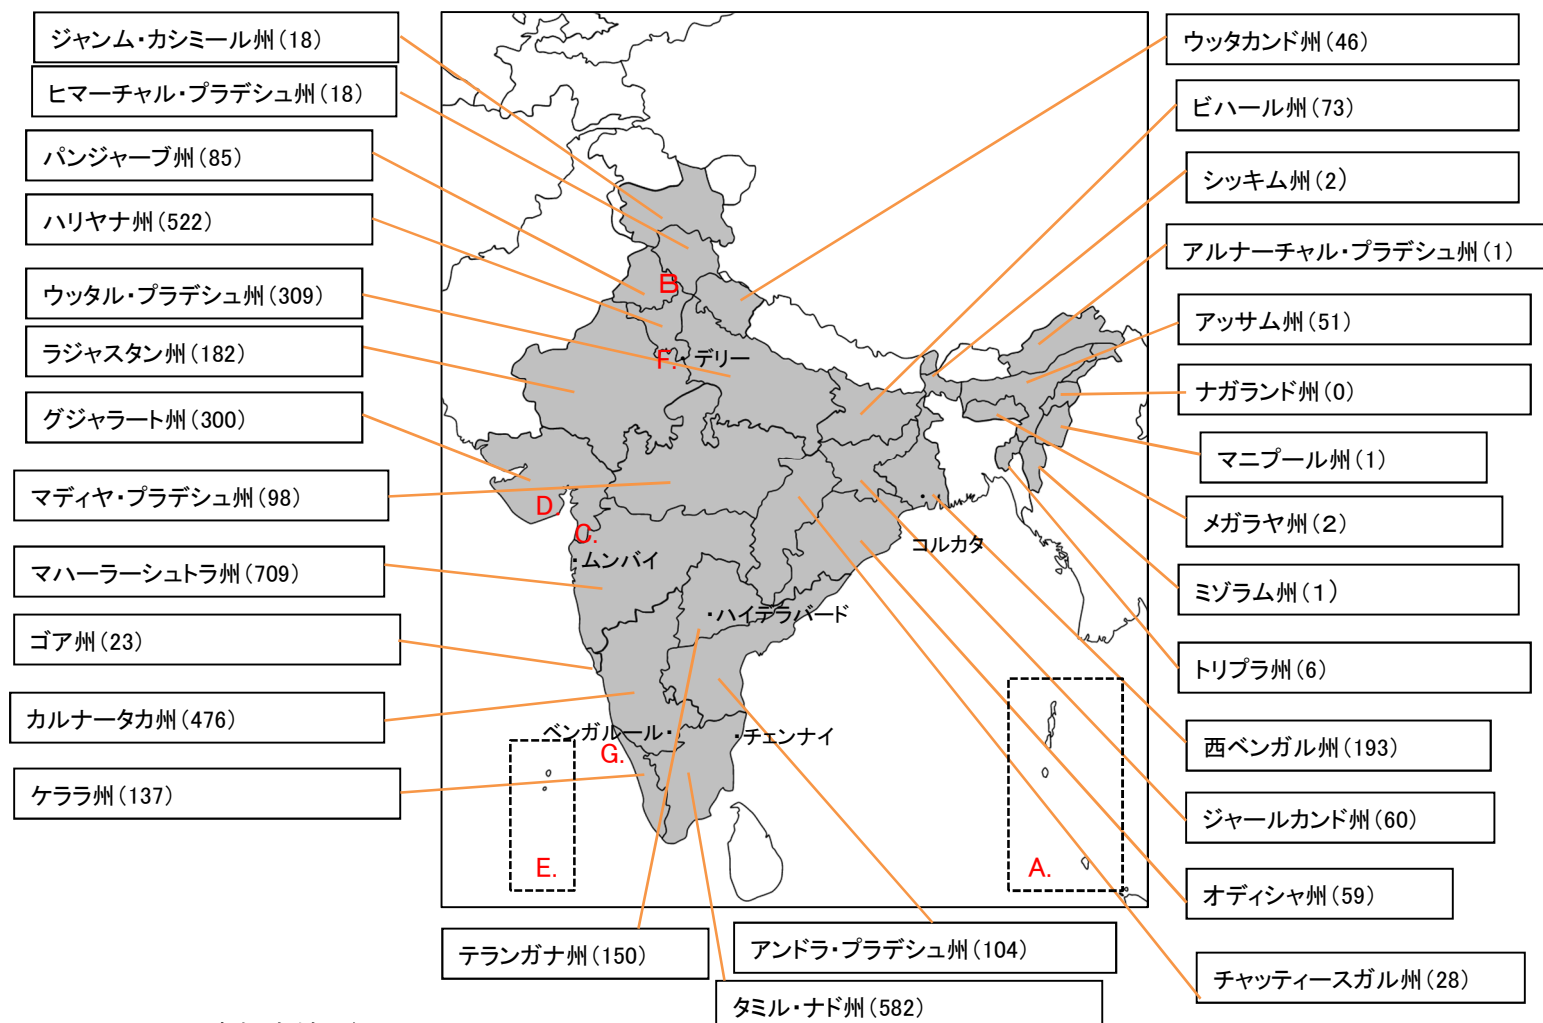 ジャンム・カシミール州(18)
ヒマーチャル・プラデシュ州(18)
パンジャーブ州(85)
ハリヤナ州(522)
ウッタル・プラデシュ州(309)
ラジャスタン州(182)
グジャラート州(300)
マディヤ・プラデシュ州(98)
マハーラーシュトラ州(709)
ゴア州(23)
カルナータカ州(476)
ケララ州(137)
B
F.
・デリー
D.
C.
・ムンバイ
コルカタ
・ハイデラバード
ベンガルール・
・チェンナイ
G.
E.
A.
ウッタカンド州(46)
ビハール州(73)
シッキム州(2)
アルナーチャル・プラデシュ州(1)
アッサム州(51)
ナガランド州(0)
マニプール州(1)
メガラヤ州(2)
ミゾラム州(1)
トリプラ州(6)
西ベンガル州(193)
ジャールカンド州(60)
オディシャ州(59)
チャッティースガル州(28)
テランガナ州(150)
アンドラ・プラデシュ州(104)
タミル・ナド州(582)